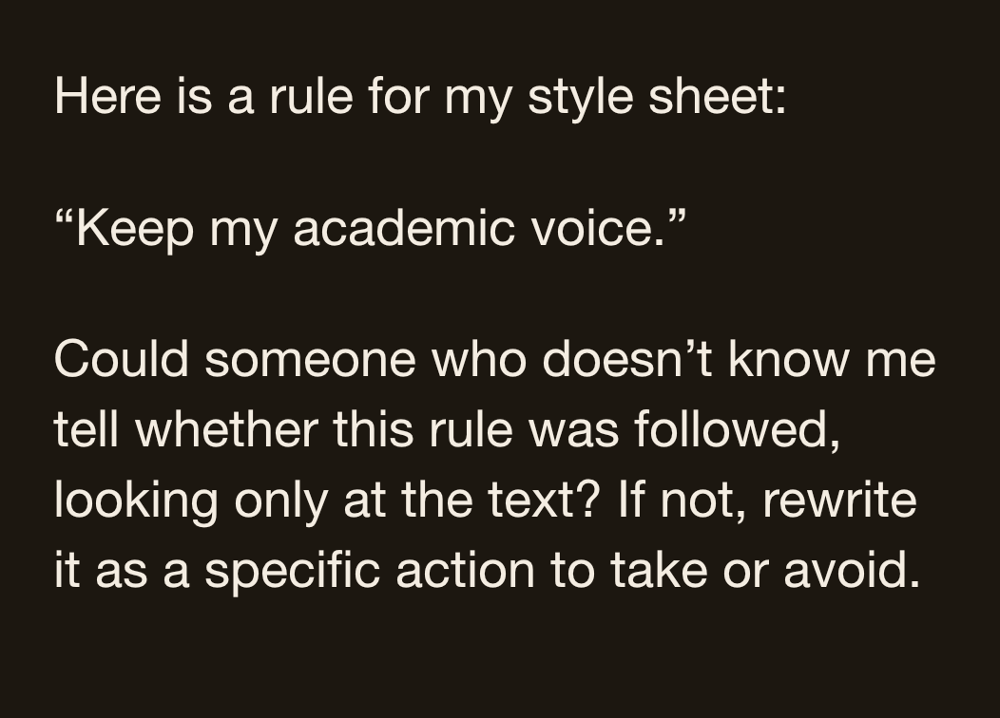 Here is a rule for my style sheet:
“Keep my academic voice.”
Could someone who doesn’t know me
tell whether this rule was followed,
looking only at the text? If not, rewrite
it as a specific action to take or avoid.